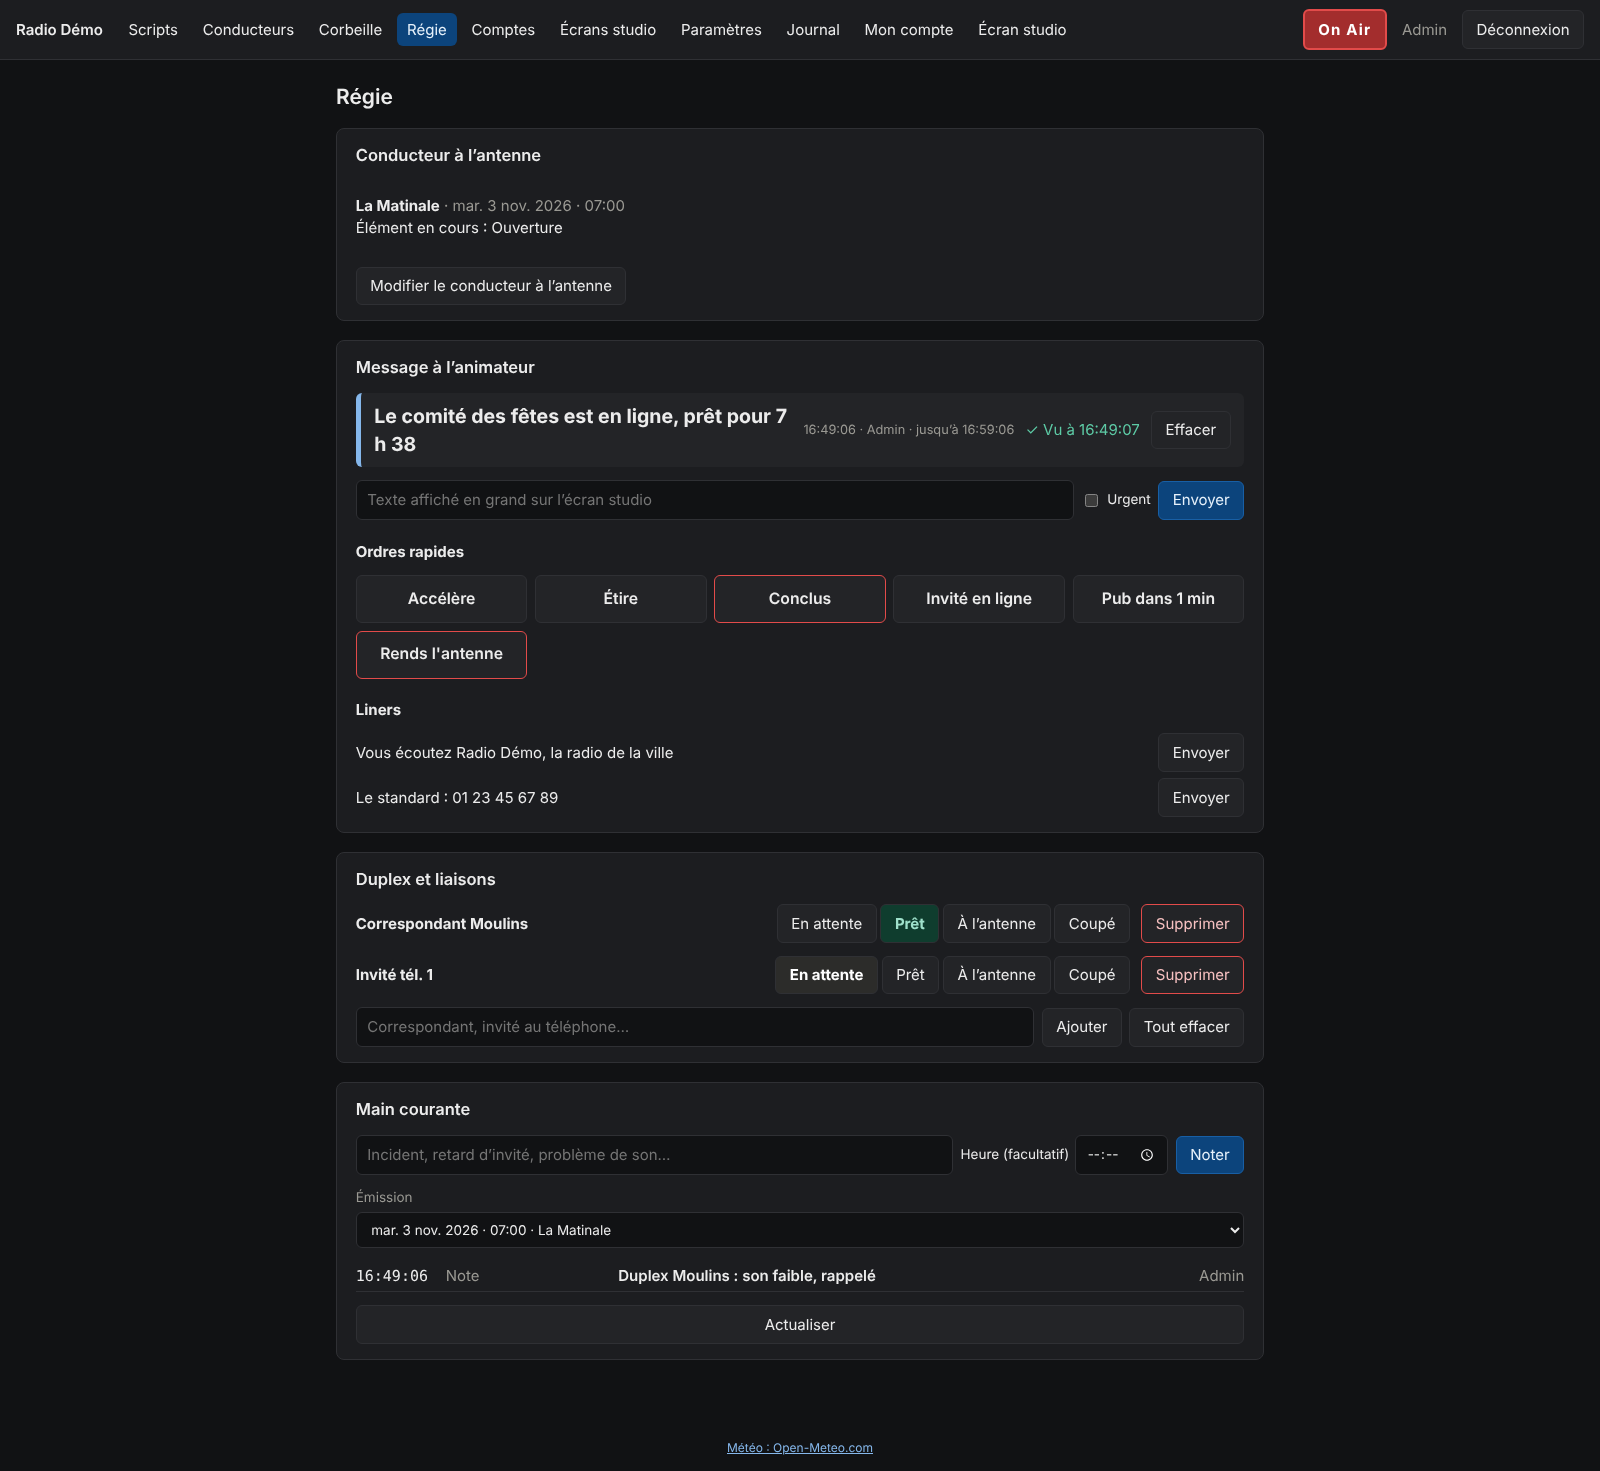 Radio Démo Scripts Conducteurs Corbeille Régie Comptes Écrans studio Paramètres Journal Mon compte Écran studio On Air Admin Déconnexion
Régie
Conducteur à l’antenne
La Matinale · mar. 3 nov. 2026 · 07:00
Élément en cours : Ouverture
Modifier le conducteur à l’antenne
Message à l’animateur
Le comité des fêtes est en ligne, prêt pour 7
h 38
16:49:06 · Admin · jusqu’à 16:59:06 ✓ Vu à 16:49:07 Effacer
Texte affiché en grand sur l’écran studio Urgent Envoyer
Ordres rapides
Accélère Étire Conclus Invité en ligne Pub dans 1 min
Rends l'antenne
Liners
Vous écoutez Radio Démo, la radio de la ville Envoyer
Le standard : 01 23 45 67 89 Envoyer
Duplex et liaisons
Correspondant Moulins En attente Prêt À l’antenne Coupé Supprimer
Invité tél. 1 En attente Prêt À l’antenne Coupé Supprimer
Correspondant, invité au téléphone… Ajouter Tout effacer
Main courante
Incident, retard d’invité, problème de son… Heure (facultatif) --:-- Noter
Émission
mar. 3 nov. 2026 · 07:00 · La Matinale
16:49:06 Note Duplex Moulins : son faible, rappelé Admin
Actualiser
Météo : Open-Meteo.com